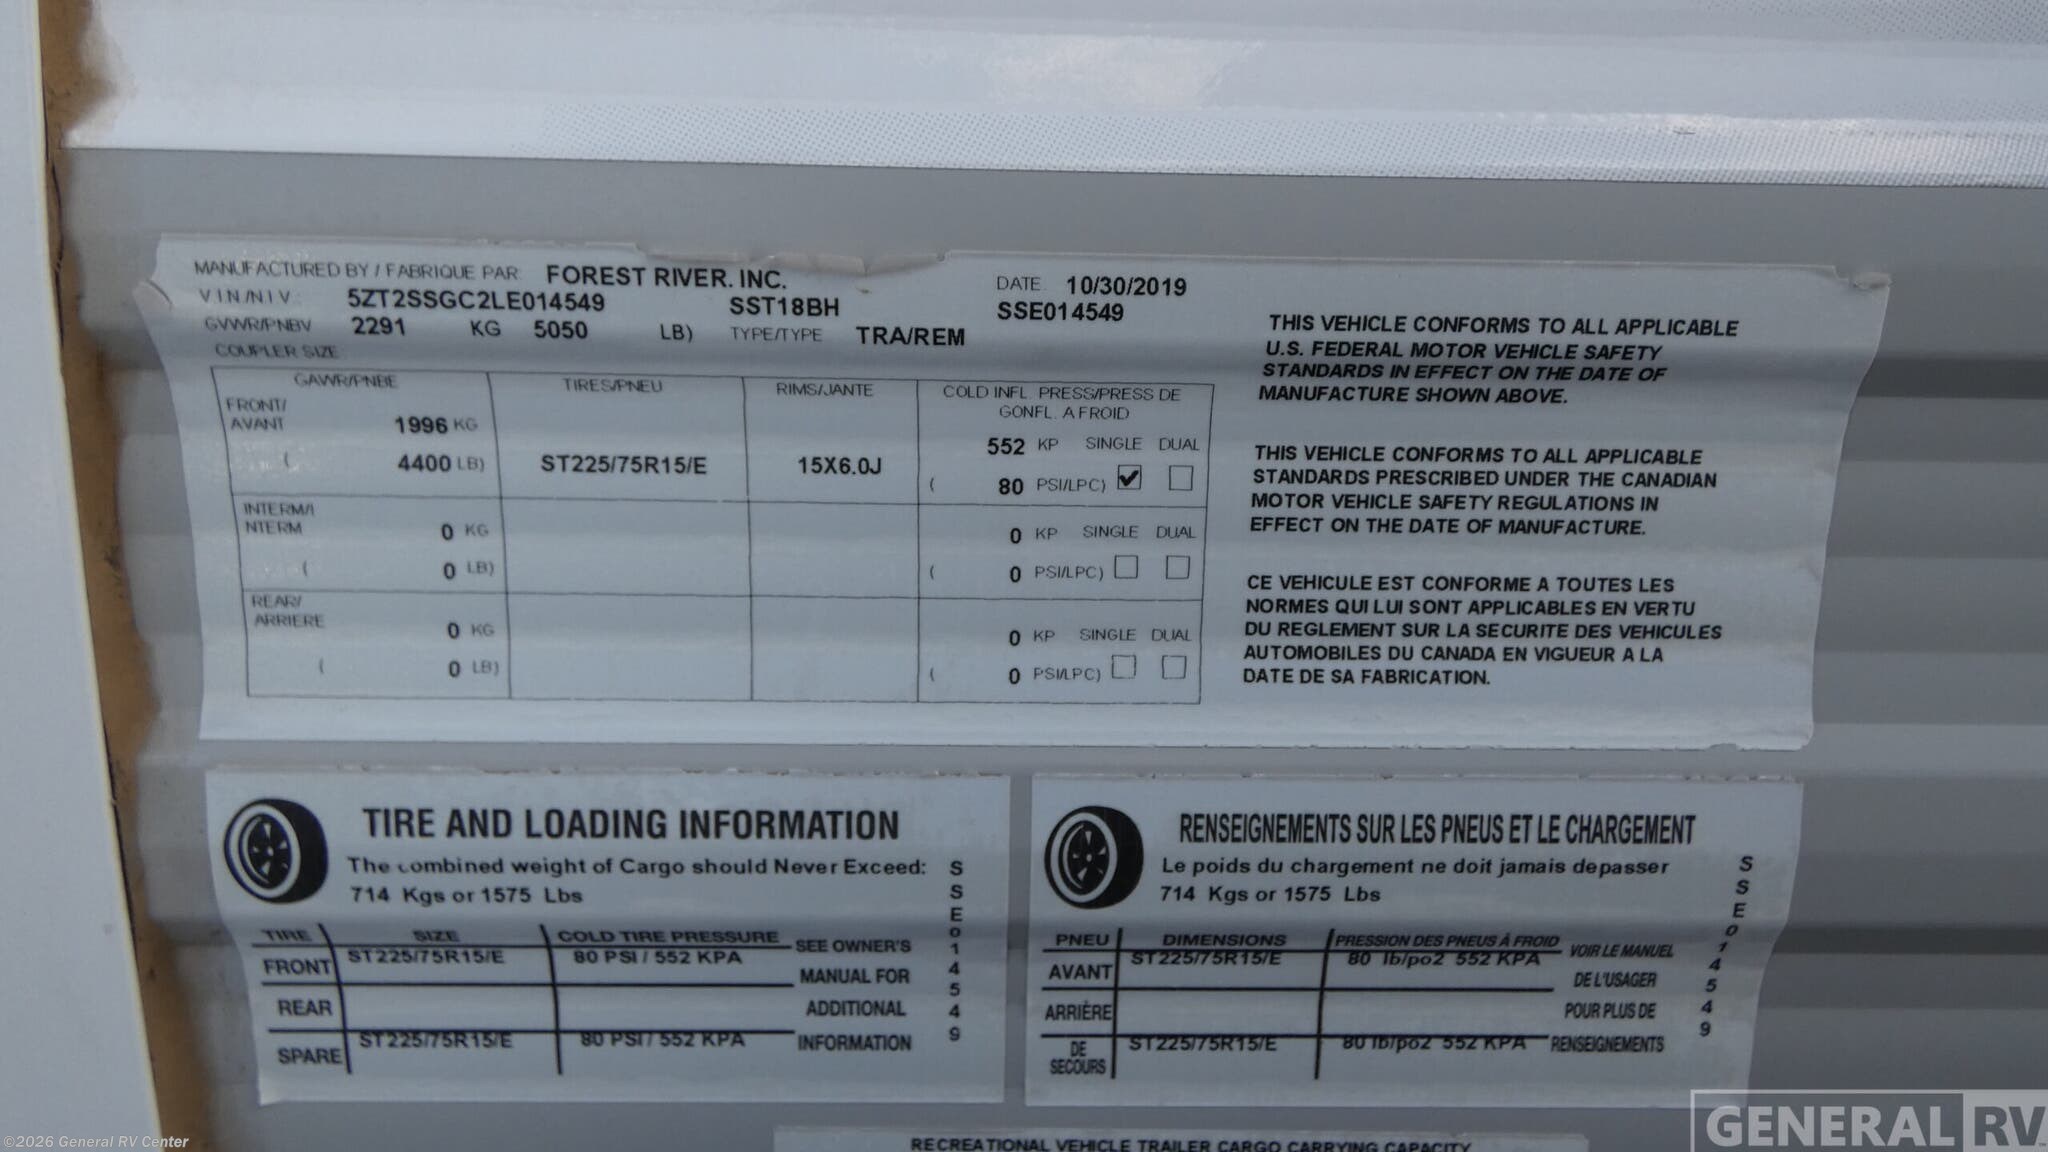 MANUFACTURED BY / FABRIQUE PAR: FOREST RIVER. INC. DATE: 10/30/2019
V.I.N./N.I.V.: 5ZT2SSGC2LE014549 SST18BH SSE014549
GVWR/PNBV 2291 KG 5050 LB) TYPE/TYPE TRA/REM
COUPLER SIZE:
GAWR/PNBE TIRES/PNEU RIMS/JANTE COLD INFL. PRESS/PRESS DE
GONFL. A FROID
FRONT/
AVANT 1996 KG 552 KP SINGLE DUAL
( 4400 LB) ST225/75R15/E 15X6.0J ( 80 PSI/LPC)
INTERM/I
NTERM 0 KG 0 KP SINGLE DUAL
( 0 LB) ( 0 PSI/LPC)
REAR/
ARRIERE 0 KG 0 KP SINGLE DUAL
( 0 LB) ( 0 PSI/LPC)
THIS VEHICLE CONFORMS TO ALL APPLICABLE
U.S. FEDERAL MOTOR VEHICLE SAFETY
STANDARDS IN EFFECT ON THE DATE OF
MANUFACTURE SHOWN ABOVE.
THIS VEHICLE CONFORMS TO ALL APPLICABLE
STANDARDS PRESCRIBED UNDER THE CANADIAN
MOTOR VEHICLE SAFETY REGULATIONS IN
EFFECT ON THE DATE OF MANUFACTURE.
CE VEHICULE EST CONFORME A TOUTES LES
NORMES QUI LUI SONT APPLICABLES EN VERTU
DU REGLEMENT SUR LA SECURITE DES VEHICULES
AUTOMOBILES DU CANADA EN VIGUEUR A LA
DATE DE SA FABRICATION.
TIRE AND LOADING INFORMATION
The combined weight of Cargo should Never Exceed:
714 Kgs or 1575 Lbs
TIRE SIZE COLD TIRE PRESSURE SEE OWNER'S
FRONT ST225/75R15/E 80 PSI / 552 KPA MANUAL FOR
REAR ADDITIONAL
SPARE ST225/75R15/E 80 PSI / 552 KPA INFORMATION
SSE014549
RENSEIGNEMENTS SUR LES PNEUS ET LE CHARGEMENT
Le poids du chargement ne doit jamais depasser
714 Kgs or 1575 Lbs
PNEU DIMENSIONS PRESSION DES PNEUS À FROID VOIR LE MANUEL
AVANT ST225/75R15/E 80 lb/po2 552 KPA DE L'USAGER
ARRIÈRE POUR PLUS DE
DE
SECOURS ST225/75R15/E 80 lb/po2 552 KPA RENSEIGNEMENTS
SSE014549
RECREATIONAL VEHICLE TRAILER CARGO CARRYING CAPACITY
©2026 General RV Center
GENERAL RV